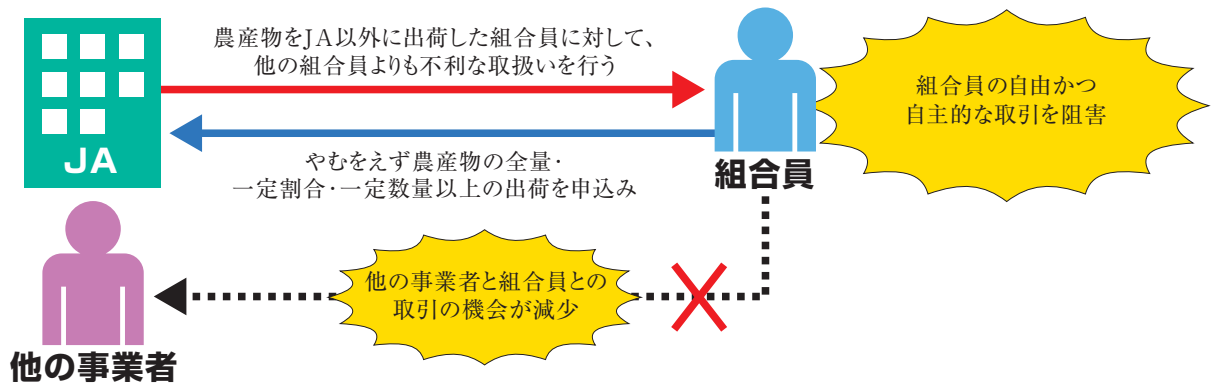 農産物をJA以外に出荷した組合員に対して、
他の組合員よりも不利な取扱いを行う
JA
やむをえず農産物の全量・
一定割合・一定数量以上の出荷を申込み
組合員
組合員の自由かつ
自主的な取引を阻害
他の事業者と組合員との
取引の機会が減少
他の事業者